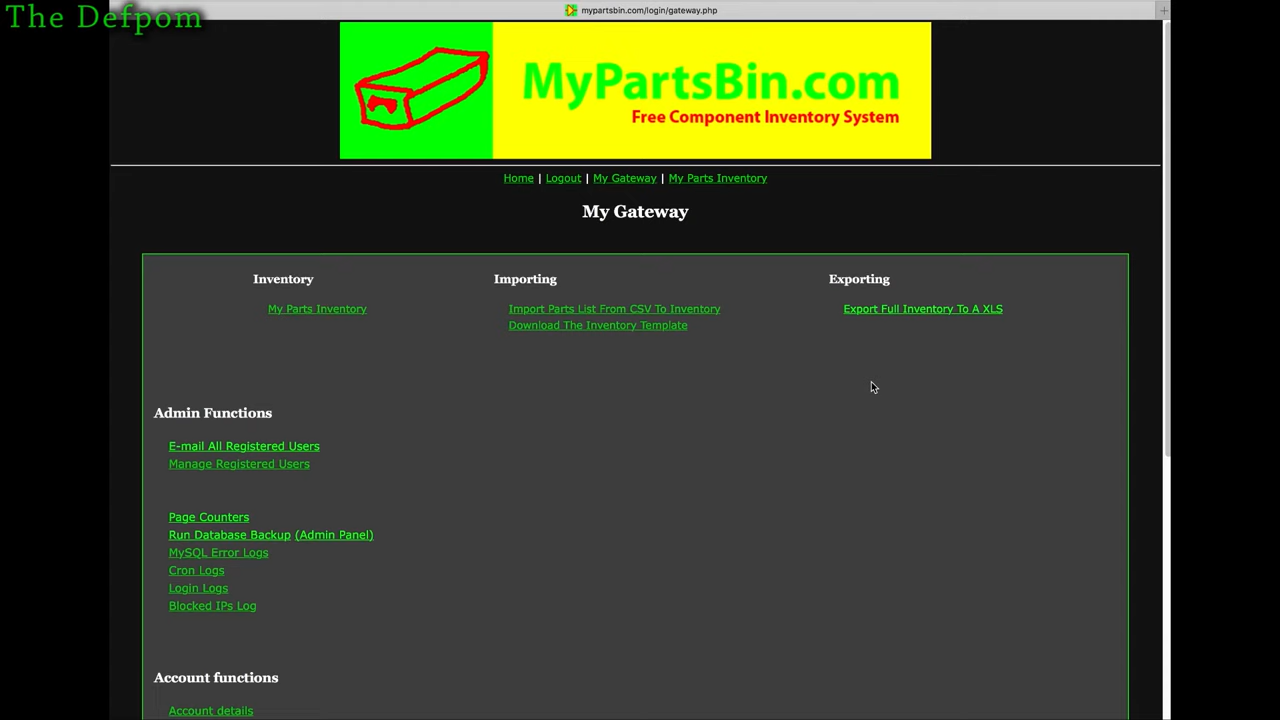 The Defpom
mypartsbin.com/login/gateway.php
MyPartsBin.com
Free Component Inventory System
Home | Logout | My Gateway | My Parts Inventory
My Gateway
Inventory
My Parts Inventory
Importing
Import Parts List From CSV To Inventory
Download The Inventory Template
Exporting
Export Full Inventory To A XLS
Admin Functions
E-mail All Registered Users
Manage Registered Users
Page Counters
Run Database Backup (Admin Panel)
MySQL Error Logs
Cron Logs
Login Logs
Blocked IPs Log
Account functions
Account details